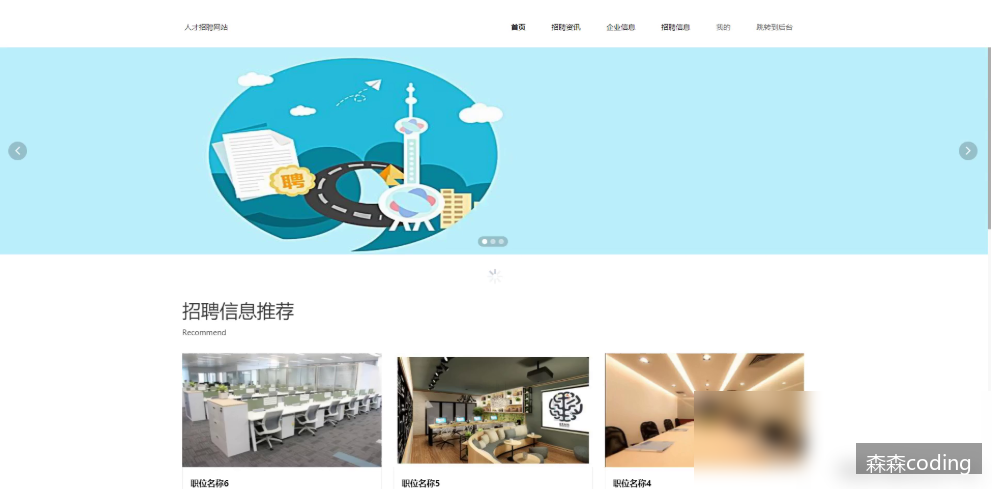 人才招聘网站 首页 招聘资讯 企业信息 招聘信息 我的 跳转到后台
聘
招聘信息推荐
Recommend
职位名称6 职位名称5 职位名称4
森森coding